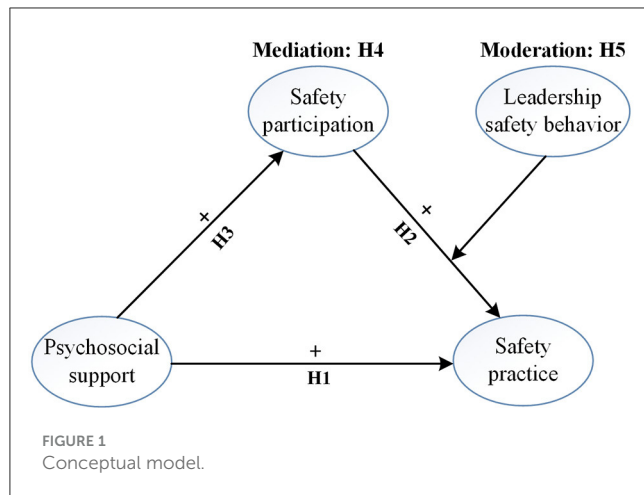 Mediation: H4
Moderation: H5
Safety
participation
Leadership
safety behavior
+
H3
+
H2
Psychosocial
support
+
H1
Safety
practice
FIGURE 1
Conceptual model.